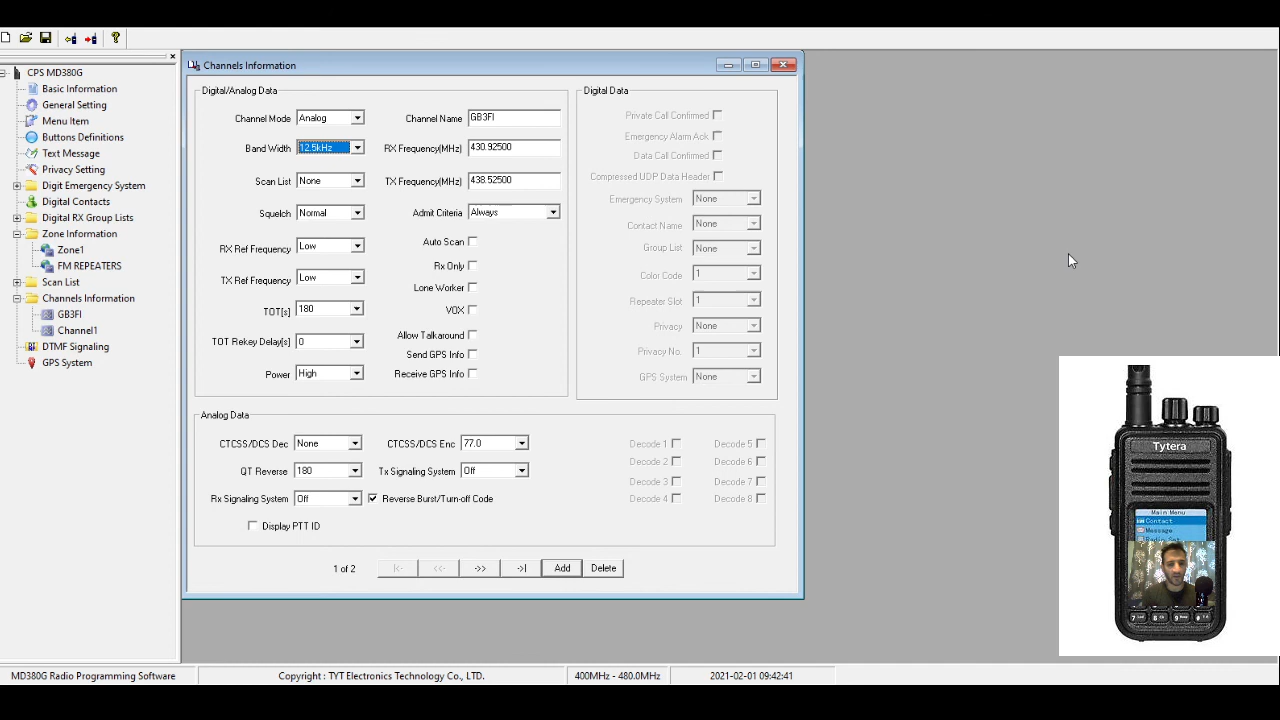 CPS MD380G
Basic Information
General Setting
Menu Item
Buttons Definitions
Text Message
Privacy Setting
Digit Emergency System
Digital Contacts
Digital RX Group Lists
Zone Information
Zone1
FM REPEATERS
Scan List
Channels Information
GB3FI
Channel1
DTMF Signaling
GPS System
Channels Information
Digital/Analog Data
Channel Mode Analog
Channel Name GB3FI
Band Width 12.5kHz
RX Frequency(MHz) 430.92500
Scan List None
TX Frequency(MHz) 438.52500
Squelch Normal
Admit Criteria Always
RX Ref Frequency Low
Auto Scan
Rx Only
TX Ref Frequency Low
Lone Worker
TOT[s] 180
VOX
TOT Rekey Delay[s] 0
Allow Talkaround
Send GPS Info
Power High
Receive GPS Info
Digital Data
Private Call Confirmed
Emergency Alarm Ack
Data Call Confirmed
Compressed UDP Data Header
Emergency System None
Contact Name None
Group List None
Color Code 1
Repeater Slot 1
Privacy None
Privacy No. 1
GPS System None
Analog Data
CTCSS/DCS Dec None
CTCSS/DCS Enc 77.0
QT Reverse 180
Tx Signaling System Off
Rx Signaling System Off
Reverse Burst/Turn-off Code
Display PTT ID
Decode 1 Decode 5
Decode 2 Decode 6
Decode 3 Decode 7
Decode 4 Decode 8
1 of 2
|<-
<<-
>>
->|
Add
Delete
Tytera
Main Menu
Contact
Message
MD380G Radio Programming Software
Copyright : TYT Electronics Technology Co., LTD.
400MHz - 480.0MHz
2021-02-01 09:42:41